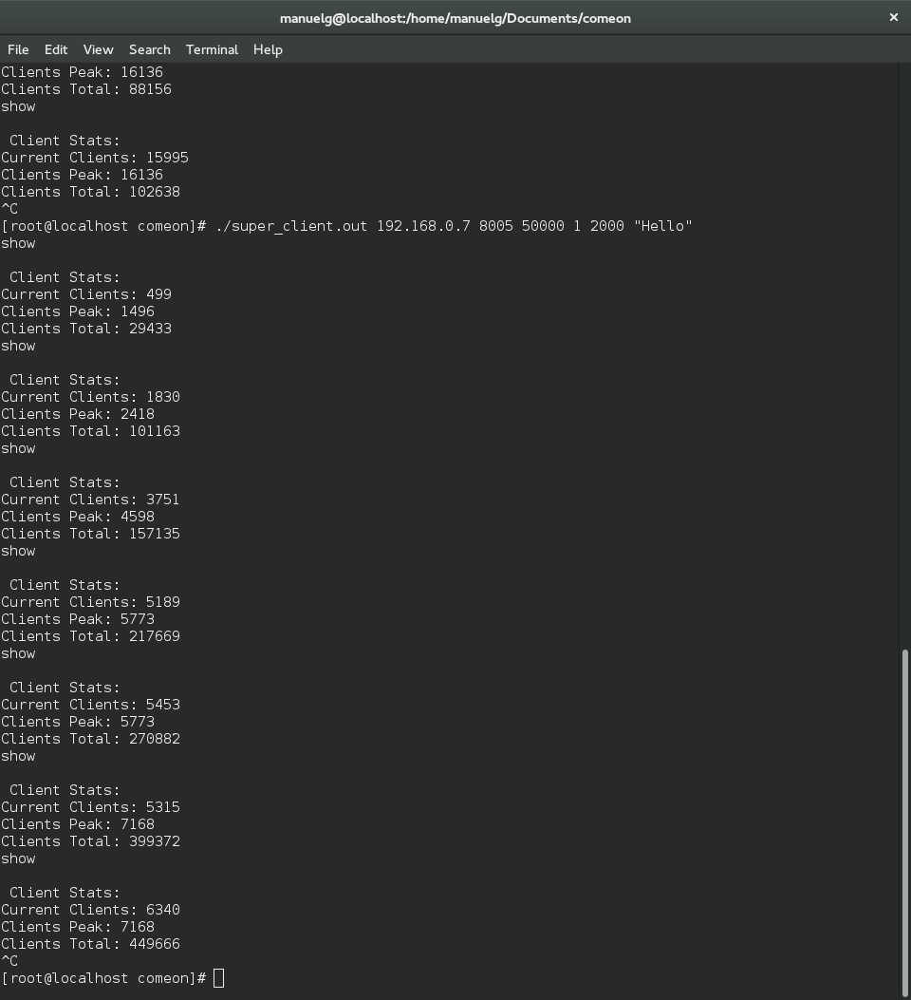 manuelg@localhost:/home/manuelg/Documents/comeon
File Edit View Search Terminal Help
Clients Peak: 16136
Clients Total: 88156
show
Client Stats:
Current Clients: 15995
Clients Peak: 16136
Clients Total: 102638
^C
[root@localhost comeon]# ./super_client.out 192.168.0.7 8005 50000 1 2000 "Hello"
show
Client Stats:
Current Clients: 499
Clients Peak: 1496
Clients Total: 29433
show
Client Stats:
Current Clients: 1830
Clients Peak: 2418
Clients Total: 101163
show
Client Stats:
Current Clients: 3751
Clients Peak: 4598
Clients Total: 157135
show
Client Stats:
Current Clients: 5189
Clients Peak: 5773
Clients Total: 217669
show
Client Stats:
Current Clients: 5453
Clients Peak: 5773
Clients Total: 270882
show
Client Stats:
Current Clients: 5315
Clients Peak: 7168
Clients Total: 399372
show
Client Stats:
Current Clients: 6340
Clients Peak: 7168
Clients Total: 449666
^C
[root@localhost comeon]#